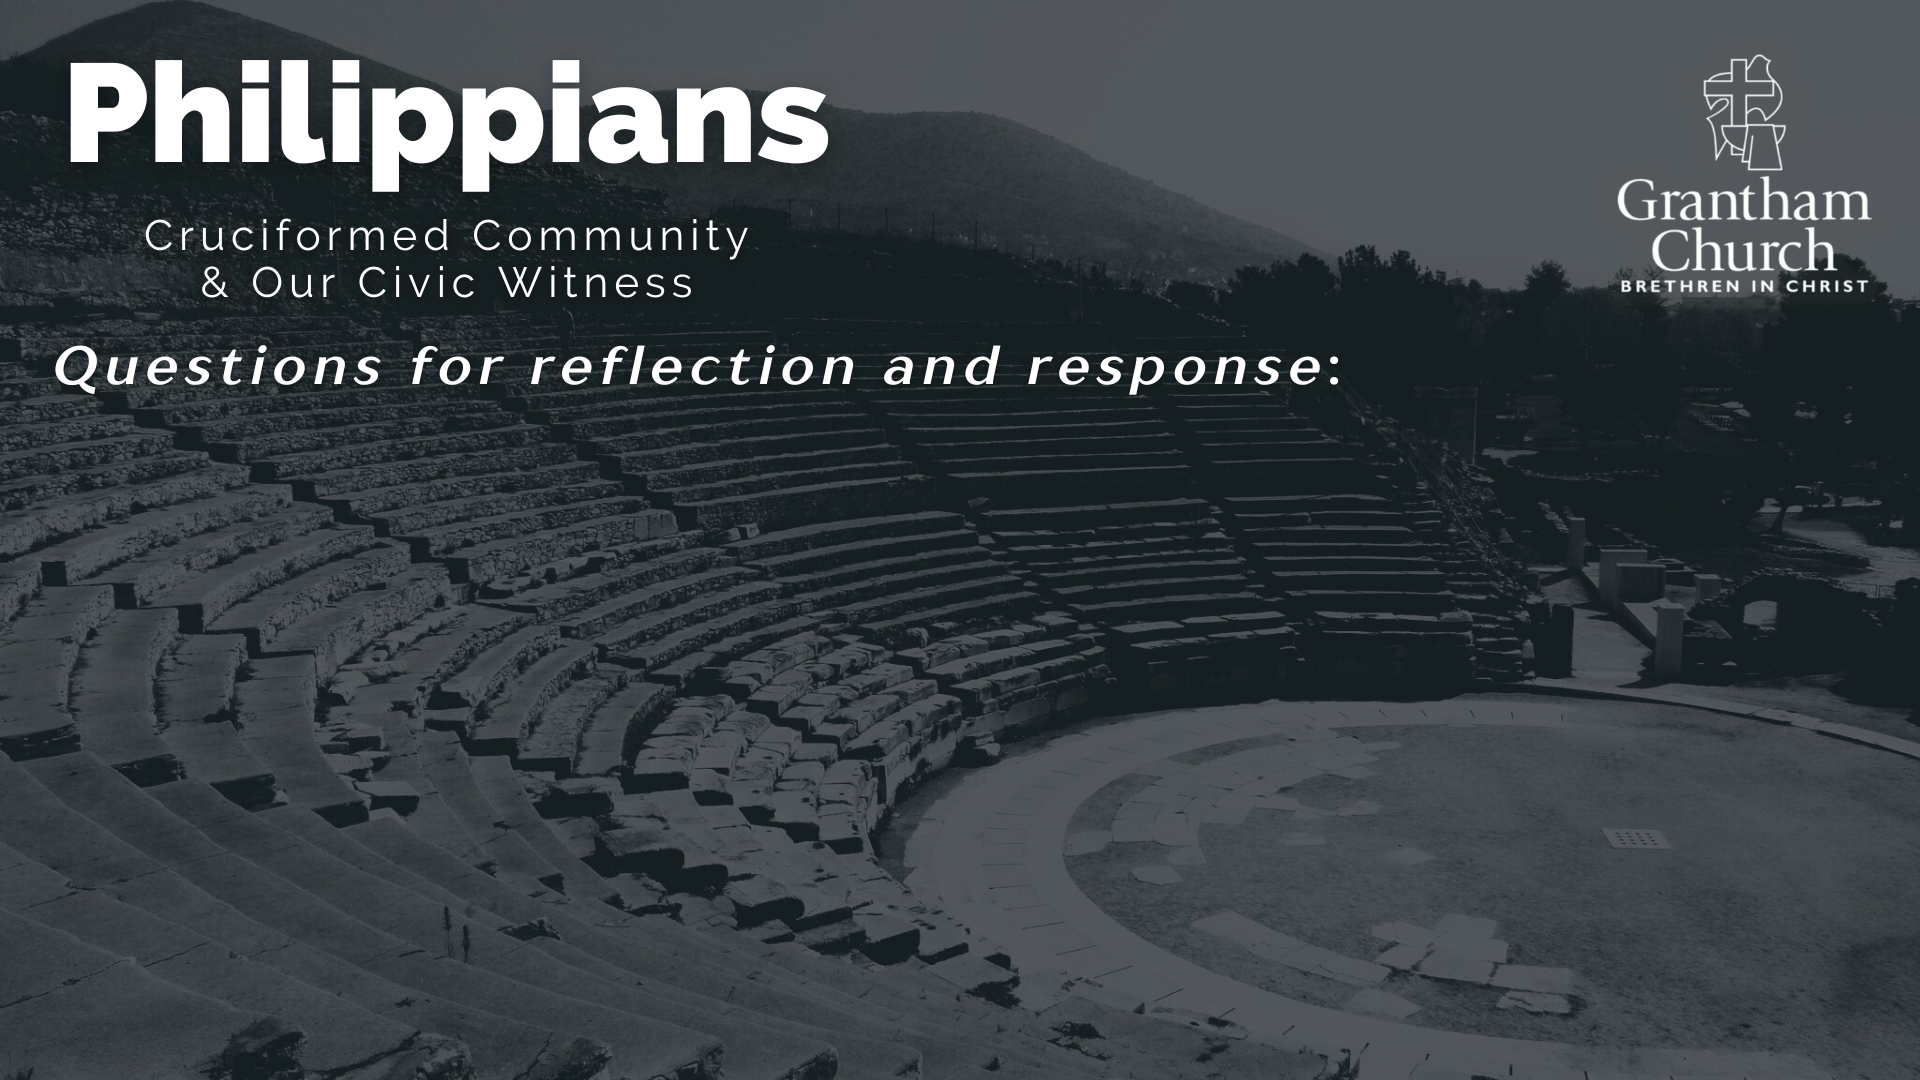 Philippians
Cruciformed Community
& Our Civic Witness
Grantham
Church
BRETHREN IN CHRIST
Questions for reflection and response: